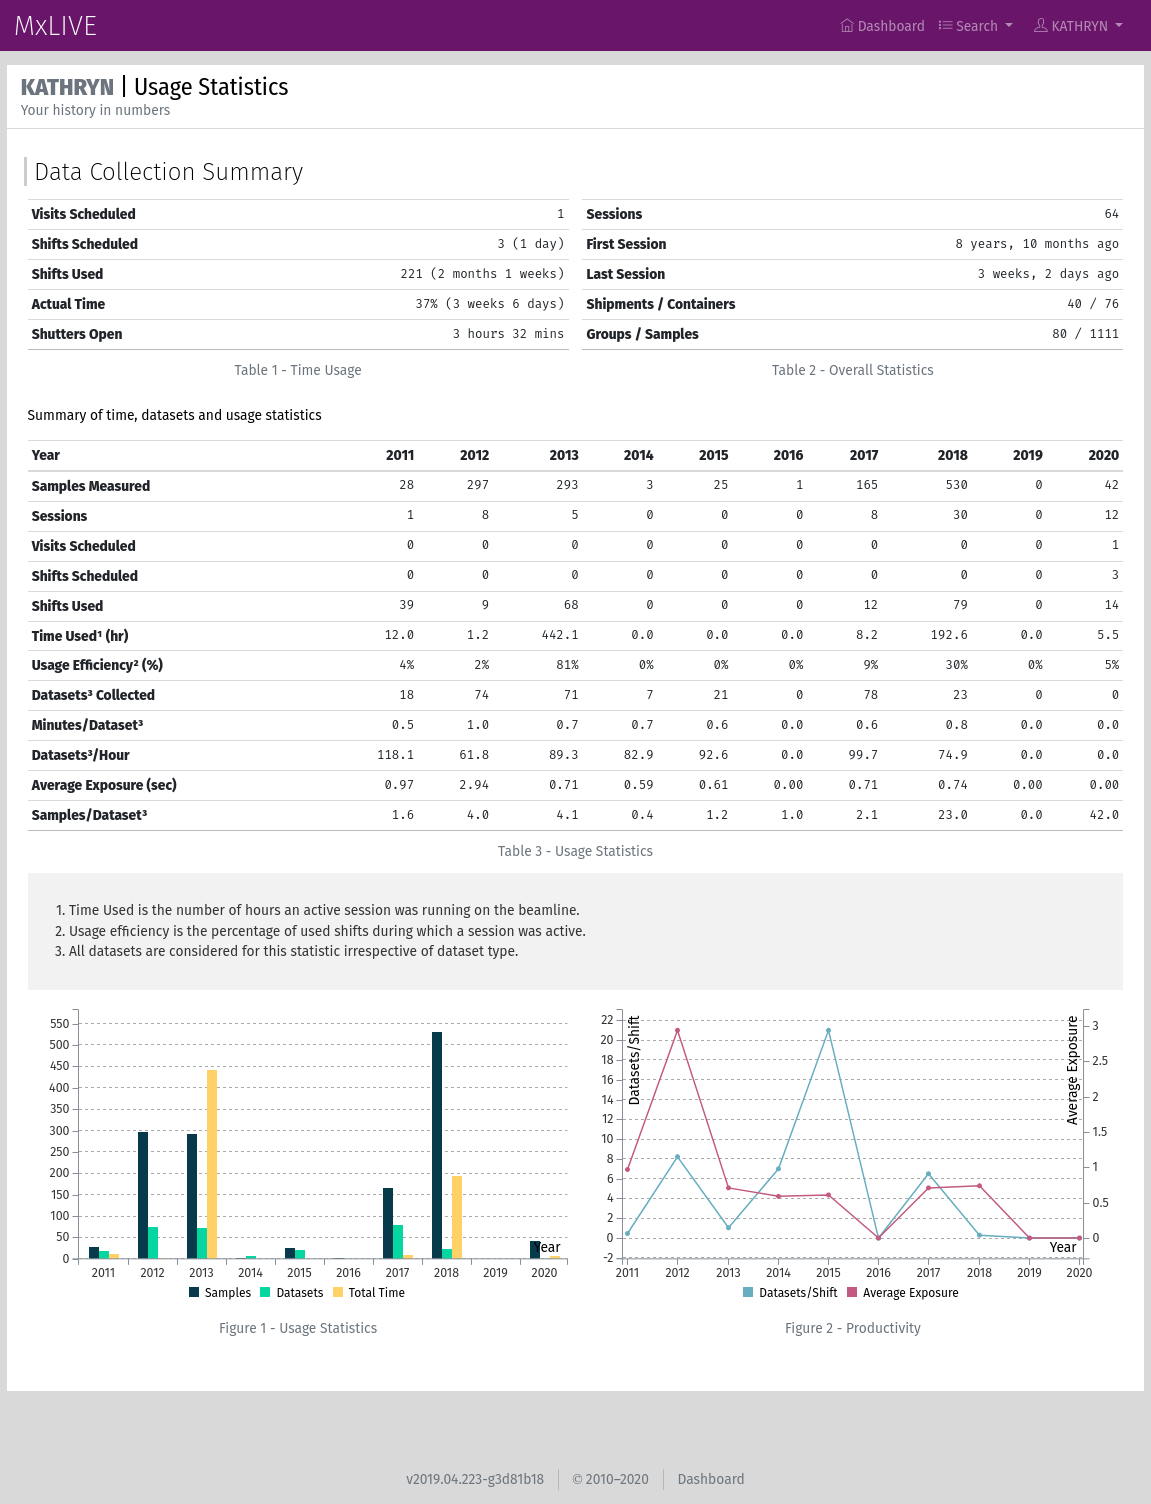 MxLIVE
Dashboard Search KATHRYN
KATHRYN | Usage Statistics
Your history in numbers
Data Collection Summary
Visits Scheduled 1
Shifts Scheduled 3 (1 day)
Shifts Used 221 (2 months 1 weeks)
Actual Time 37% (3 weeks 6 days)
Shutters Open 3 hours 32 mins
Table 1 - Time Usage
Sessions 64
First Session 8 years, 10 months ago
Last Session 3 weeks, 2 days ago
Shipments / Containers 40 / 76
Groups / Samples 80 / 1111
Table 2 - Overall Statistics
Summary of time, datasets and usage statistics
Year 2011 2012 2013 2014 2015 2016 2017 2018 2019 2020
Samples Measured 28 297 293 3 25 1 165 530 0 42
Sessions 1 8 5 0 0 0 8 30 0 12
Visits Scheduled 0 0 0 0 0 0 0 0 0 1
Shifts Scheduled 0 0 0 0 0 0 0 0 0 3
Shifts Used 39 9 68 0 0 0 12 79 0 14
Time Used¹ (hr) 12.0 1.2 442.1 0.0 0.0 0.0 8.2 192.6 0.0 5.5
Usage Efficiency² (%) 4% 2% 81% 0% 0% 0% 9% 30% 0% 5%
Datasets³ Collected 18 74 71 7 21 0 78 23 0 0
Minutes/Dataset³ 0.5 1.0 0.7 0.7 0.6 0.0 0.6 0.8 0.0 0.0
Datasets³/Hour 118.1 61.8 89.3 82.9 92.6 0.0 99.7 74.9 0.0 0.0
Average Exposure (sec) 0.97 2.94 0.71 0.59 0.61 0.00 0.71 0.74 0.00 0.00
Samples/Dataset³ 1.6 4.0 4.1 0.4 1.2 1.0 2.1 23.0 0.0 42.0
Table 3 - Usage Statistics
1. Time Used is the number of hours an active session was running on the beamline.
2. Usage efficiency is the percentage of used shifts during which a session was active.
3. All datasets are considered for this statistic irrespective of dataset type.
550
500
450
400
350
300
250
200
150
100
50
0
Year
2011 2012 2013 2014 2015 2016 2017 2018 2019 2020
Samples Datasets Total Time
Figure 1 - Usage Statistics
22
20
18
16
14
12
10
8
6
4
2
0
-2
Datasets/Shift
Average Exposure
3
2.5
2
1.5
1
0.5
0
Year
2011 2012 2013 2014 2015 2016 2017 2018 2019 2020
Datasets/Shift Average Exposure
Figure 2 - Productivity
v2019.04.223-g3d81b18 © 2010–2020 Dashboard